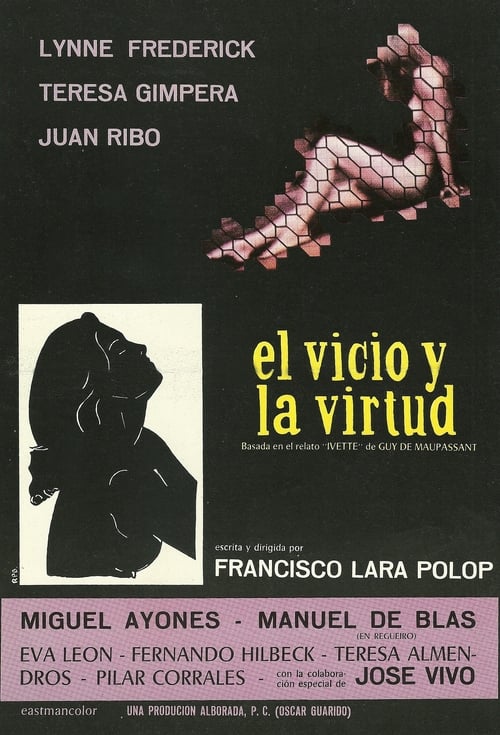 LYNNE FREDERICK
TERESA GIMPERA
JUAN RIBO
el vicio y
la virtud
Basada en el relato "IVETTE" de GUY DE MAUPASSANT
escrita y dirigida por
FRANCISCO LARA POLOP
R.P.O.
MIGUEL AYONES - MANUEL DE BLAS
(EN REGUEIRO)
EVA LEON - FERNANDO HILBECK - TERESA ALMEN-
DROS - PILAR CORRALES - con la colabora-
ción especial de JOSE VIVO
eastmancolor UNA PRODUCION ALBORADA, P. C. (OSCAR GUARIDO)